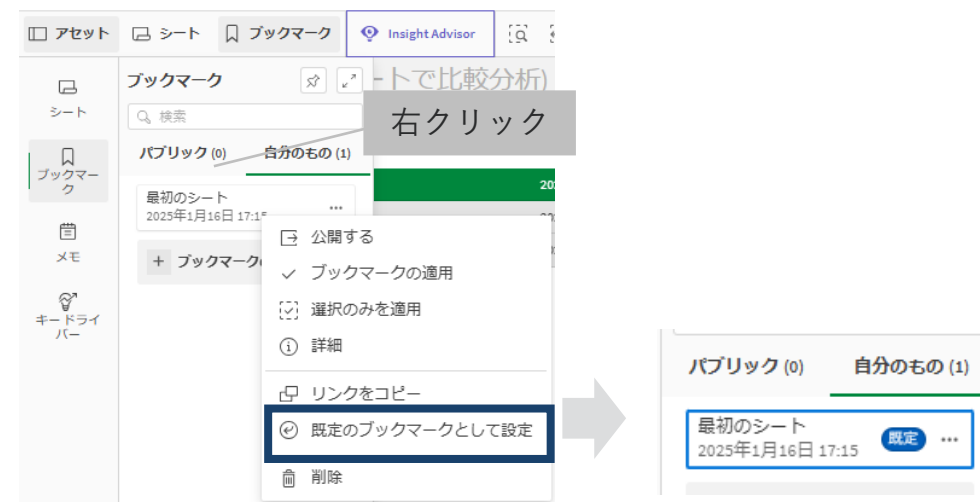 アセット
シート
ブックマーク
Insight Advisor
シート
ブックマー
ク
メモ
キードライ
バー
ブックマーク
ートで比較分析)
検索
右クリック
パブリック (0)
自分のもの (1)
最初のシート
2025年1月16日 17:15
ブックマークの
公開する
ブックマークの適用
選択のみを適用
詳細
リンクをコピー
既定のブックマークとして設定
削除
パブリック (0)
自分のもの (1)
最初のシート
2025年1月16日 17:15
既定